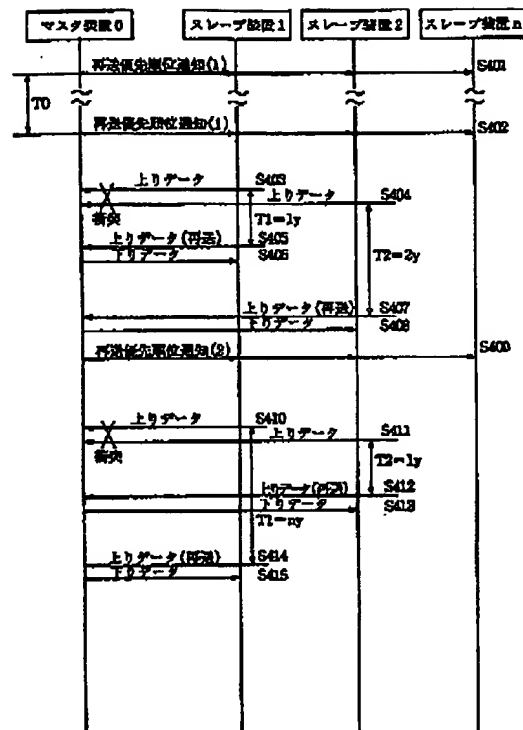 マスタ装置0
スレーブ装置1
スレーブ装置2
スレーブ装置n
再送優先順位通知(1)
S401
T0
再送優先順位通知(1)
S402
上りデータ
S403
上りデータ
S404
衝突
T1=1y
上りデータ(再送)
S405
下りデータ
S406
T2=2y
上りデータ(再送)
S407
下りデータ
S408
再送優先順位通知(2)
S409
上りデータ
S410
上りデータ
S411
衝突
T2=1y
上りデータ(再送)
S412
下りデータ
S413
T1=ny
上りデータ(再送)
S414
下りデータ
S415